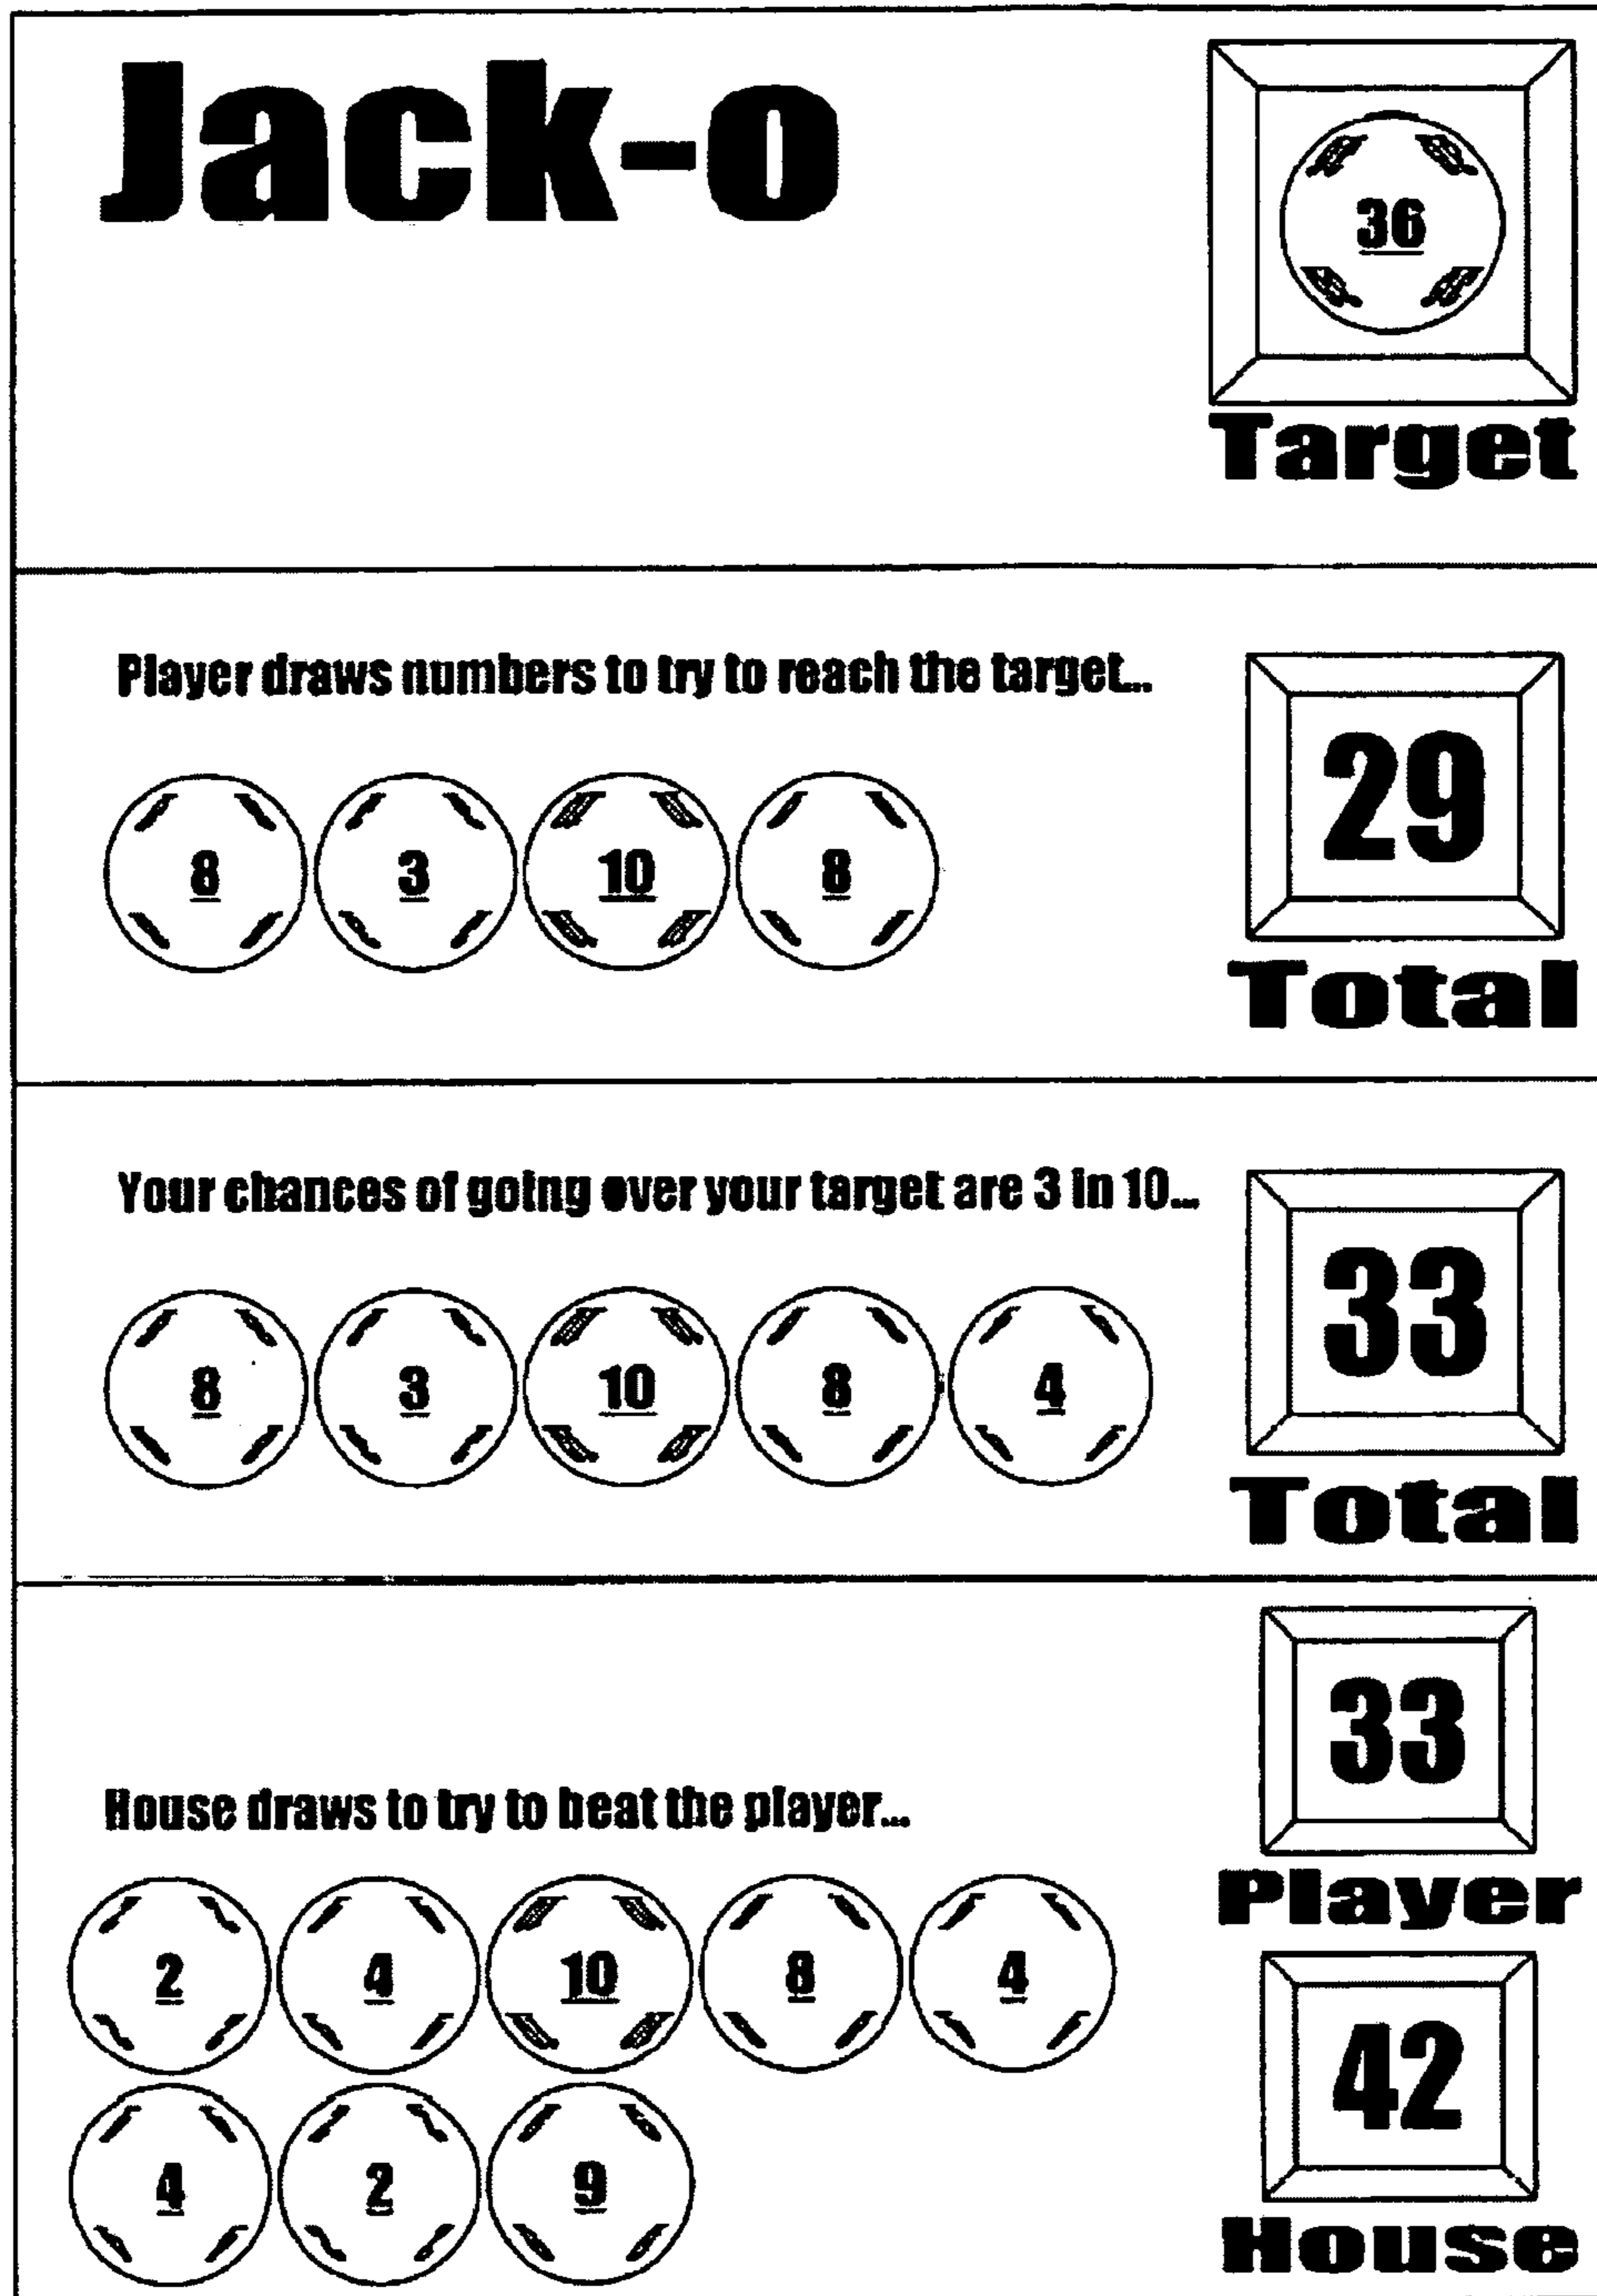 Jack-o
36
Target
Player draws numbers to try to reach the target...
29
8 3 10 8
Total
Your chances of going over your target are 3 in 10...
33
8 3 10 8 4
Total
33
House draws to try to beat the player...
Player
2 4 10 8 4
42
4 2 9
House